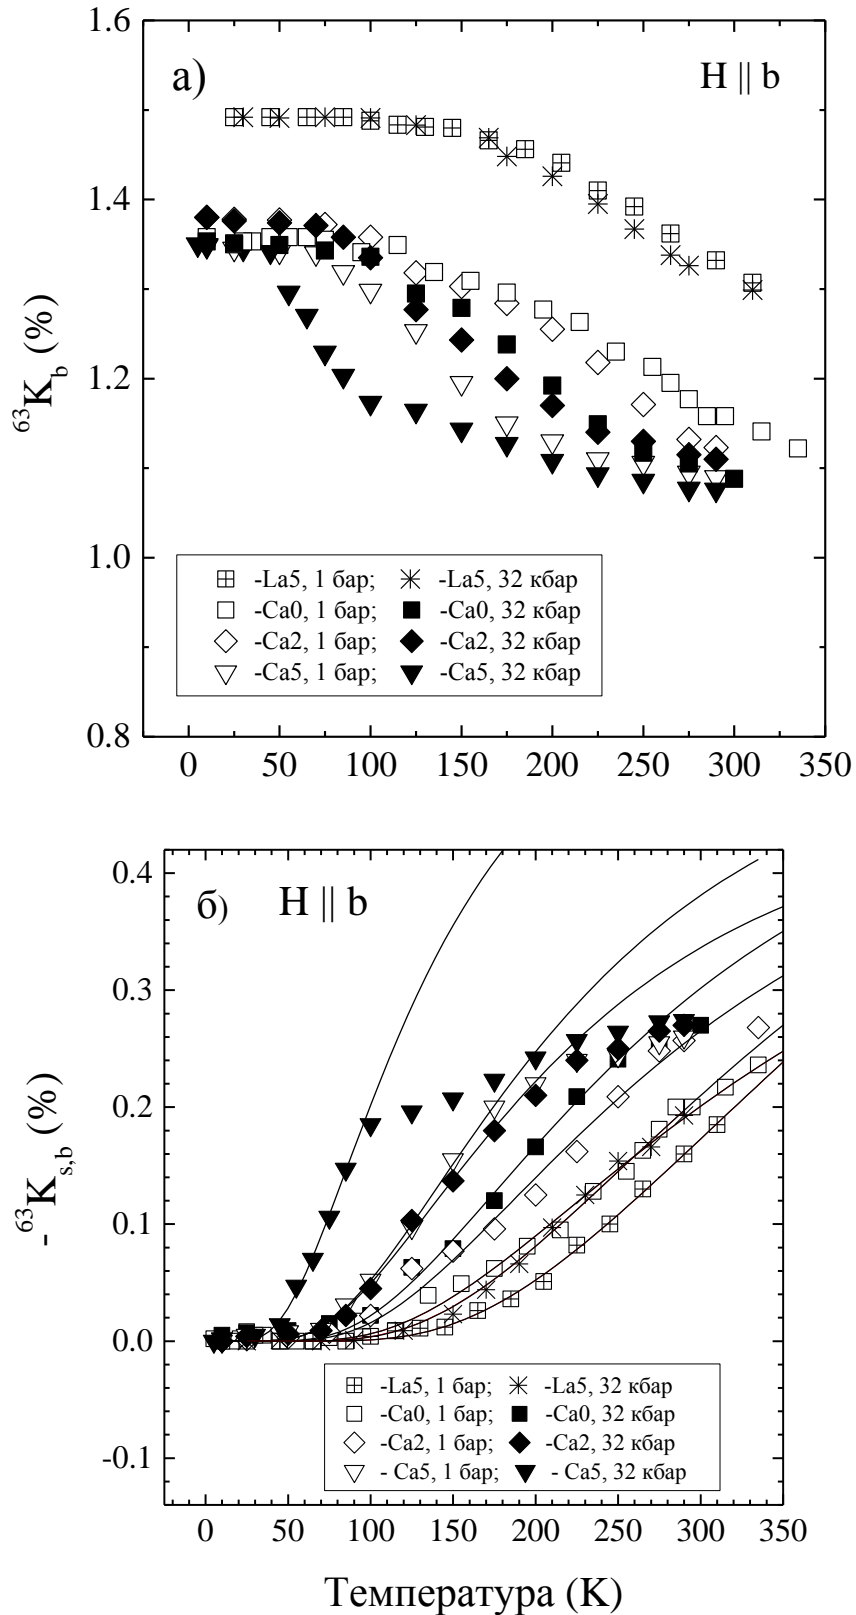 1.6
а)
H || b
1.4
1.2
1.0
0.8
⁶³K_b (%)
-La5, 1 бар; -La5, 32 кбар
-Ca0, 1 бар; -Ca0, 32 кбар
-Ca2, 1 бар; -Ca2, 32 кбар
-Ca5, 1 бар; -Ca5, 32 кбар
0 50 100 150 200 250 300 350
0.4
б) H || b
0.3
0.2
0.1
0.0
-0.1
- ⁶³K_s,b (%)
-La5, 1 бар; -La5, 32 кбар
-Ca0, 1 бар; -Ca0, 32 кбар
-Ca2, 1 бар; -Ca2, 32 кбар
- Ca5, 1 бар; - Ca5, 32 кбар
0 50 100 150 200 250 300 350
Температура (K)